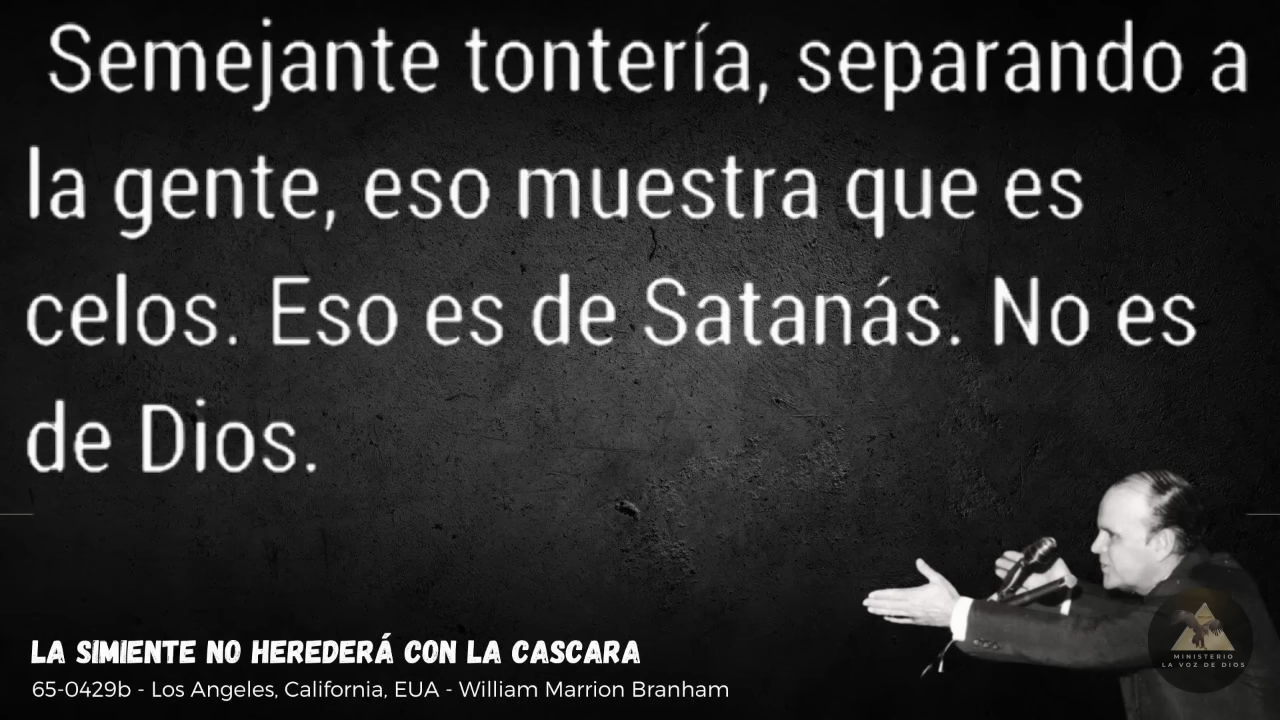 Semejante tontería, separando a
la gente, eso muestra que es
celos. Eso es de Satanás. No es
de Dios.
LA SIMIENTE NO HEREDERÁ CON LA CASCARA
65-0429b - Los Angeles, California, EUA - William Marrion Branham
MINISTERIO
LA VOZ DE DIOS